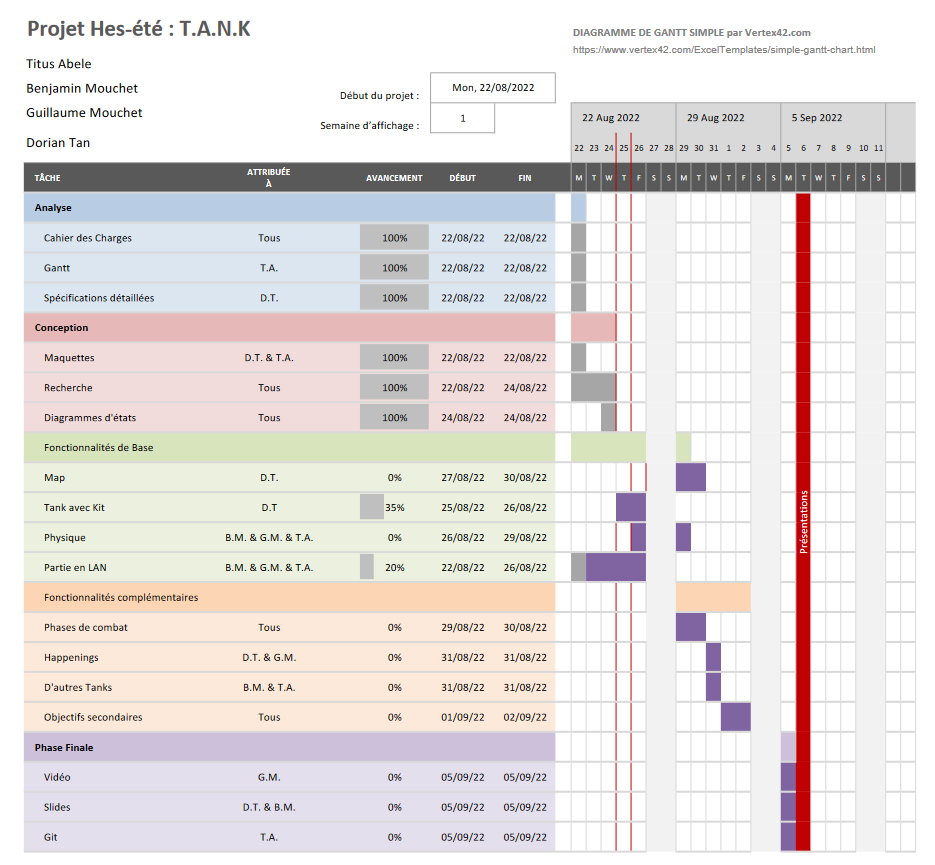 Projet Hes-été : T.A.N.K
DIAGRAMME DE GANTT SIMPLE par Vertex42.com
https://www.vertex42.com/ExcelTemplates/simple-gantt-chart.html
Titus Abele
Benjamin Mouchet
Guillaume Mouchet
Dorian Tan
Début du projet : Mon, 22/08/2022
Semaine d'affichage : 1
22 Aug 2022 29 Aug 2022 5 Sep 2022
22 23 24 25 26 27 28 29 30 31 1 2 3 4 5 6 7 8 9 10 11
TÂCHE ATTRIBUÉE À AVANCEMENT DÉBUT FIN M T W T F S S M T W T F S S M T W T F S S
Analyse
Cahier des Charges Tous 100% 22/08/22 22/08/22
Gantt T.A. 100% 22/08/22 22/08/22
Spécifications détaillées D.T. 100% 22/08/22 22/08/22
Conception
Maquettes D.T. & T.A. 100% 22/08/22 22/08/22
Recherche Tous 100% 22/08/22 24/08/22
Diagrammes d'états Tous 100% 24/08/22 24/08/22
Fonctionnalités de Base
Map D.T. 0% 27/08/22 30/08/22
Tank avec Kit D.T 35% 25/08/22 26/08/22
Physique B.M. & G.M. & T.A. 0% 26/08/22 29/08/22
Partie en LAN B.M. & G.M. & T.A. 20% 22/08/22 26/08/22
Présentations
Fonctionnalités complémentaires
Phases de combat Tous 0% 29/08/22 30/08/22
Happenings D.T. & G.M. 0% 31/08/22 31/08/22
D'autres Tanks B.M. & T.A. 0% 31/08/22 31/08/22
Objectifs secondaires Tous 0% 01/09/22 02/09/22
Phase Finale
Vidéo G.M. 0% 05/09/22 05/09/22
Slides D.T. & B.M. 0% 05/09/22 05/09/22
Git T.A. 0% 05/09/22 05/09/22